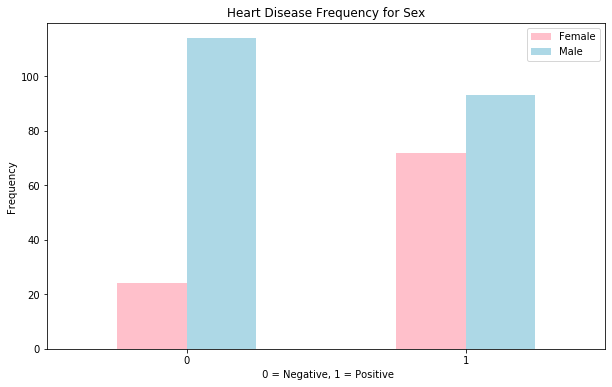 Heart Disease Frequency for Sex
Female
Male
100
80
60
40
20
0
Frequency
0
1
0 = Negative, 1 = Positive